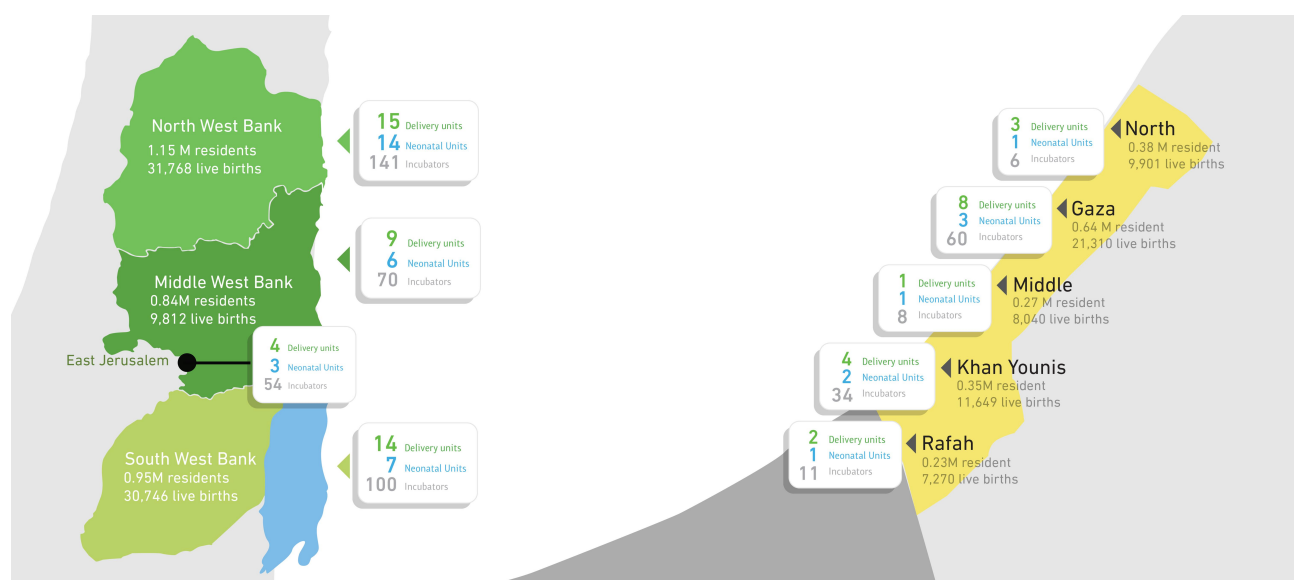 North West Bank
1.15 M residents
31,768 live births
15 Delivery units
14 Neonatal Units
141 Incubators
Middle West Bank
0.84M residents
9,812 live births
9 Delivery units
6 Neonatal Units
70 Incubators
East Jerusalem
4 Delivery units
3 Neonatal Units
54 Incubators
South West Bank
0.95M residents
30,746 live births
14 Delivery units
7 Neonatal Units
100 Incubators
3 Delivery units
1 Neonatal Units
6 Incubators
North
0.38 M resident
9,901 live births
8 Delivery units
3 Neonatal Units
60 Incubators
Gaza
0.64 M resident
21,310 live births
1 Delivery units
1 Neonatal Units
8 Incubators
Middle
0.27 M resident
8,040 live births
4 Delivery units
2 Neonatal Units
34 Incubators
Khan Younis
0.35M resident
11,649 live births
2 Delivery units
1 Neonatal Units
11 Incubators
Rafah
0.23M resident
7,270 live births